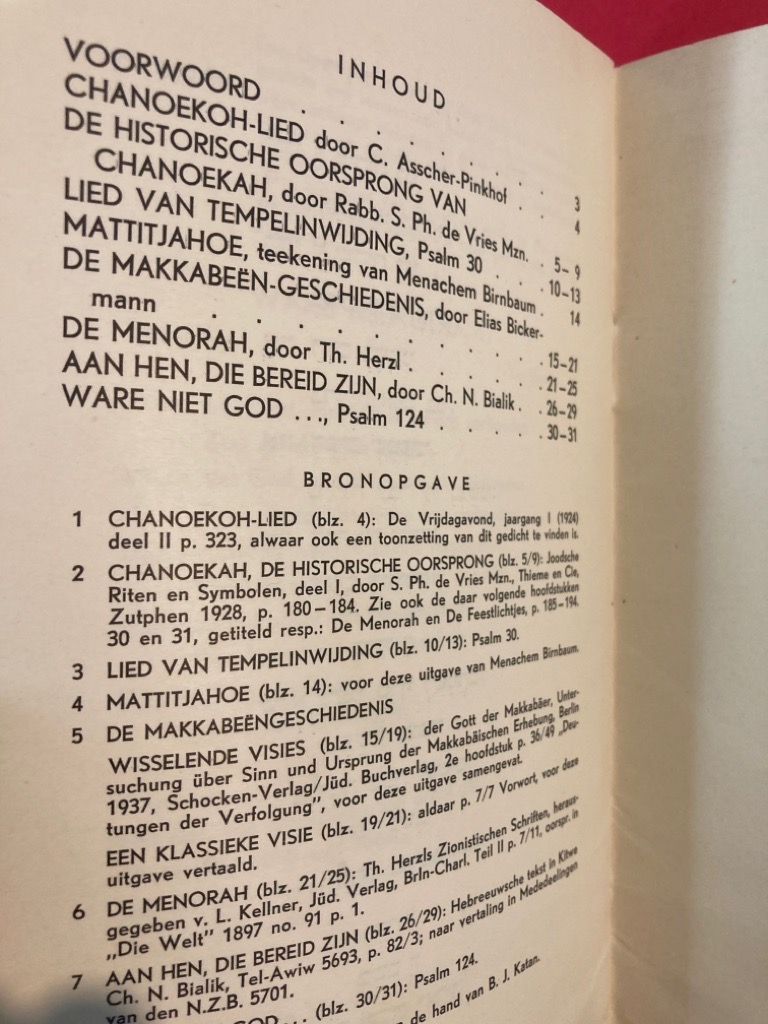 INHOUD
VOORWOORD . . . . . . . . . . 3
CHANOEKOH-LIED door C. Asscher-Pinkhof . . 4
DE HISTORISCHE OORSPRONG VAN
CHANOEKAH, door Rabb. S. Ph. de Vries Mzn. . 5–9
LIED VAN TEMPELINWIJDING, Psalm 30 . . 10–13
MATTITJAHOE, teekening van Menachem Birnbaum . 14
DE MAKKABEËN-GESCHIEDENIS, door Elias Bicker-
mann . . . . . . . . . 15–21
DE MENORAH, door Th. Herzl . . . . 21–25
AAN HEN, DIE BEREID ZIJN, door Ch. N. Bialik . 26–29
WARE NIET GOD ..., Psalm 124 . . . . 30–31
BRONOPGAVE
1 CHANOEKOH-LIED (blz. 4): De Vrijdagavond, jaargang I (1924)
deel II p. 323, alwaar ook een toonzetting van dit gedicht te vinden is.
2 CHANOEKAH, DE HISTORISCHE OORSPRONG (blz. 5/9): Joodsche
Riten en Symbolen, deel I, door S. Ph. de Vries Mzn., Thieme en Cie,
Zutphen 1928, p. 180–184. Zie ook de daar volgende hoofdstukken
30 en 31, getiteld resp.: De Menorah en De Feestlichtjes, p. 185–194.
3 LIED VAN TEMPELINWIJDING (blz. 10/13): Psalm 30.
4 MATTITJAHOE (blz. 14): voor deze uitgave van Menachem Birnbaum.
5 DE MAKKABEËNGESCHIEDENIS
WISSELENDE VISIES (blz. 15/19): der Gott der Makkabäer, Unter-
suchung über Sinn und Ursprung der Makkabäischen Erhebung, Berlin
1937, Schocken-Verlag/Jüd. Buchverlag, 2e hoofdstuk p. 36/49 „Deu-
tungen der Verfolgung", voor deze uitgave samengevat.
EEN KLASSIEKE VISIE (blz. 19/21): aldaar p. 7/7 Vorwort, voor deze
uitgave vertaald.
6 DE MENORAH (blz. 21/25): Th. Herzls Zionistischen Schriften, heraus-
gegeben v. L. Kellner, Jüd. Verlag, Brln-Charl. Teil II p. 7/11, oorspr. in
„Die Welt" 1897 no. 91 p. 1.
7 AAN HEN, DIE BEREID ZIJN (blz. 26/29): Hebreeuwsche tekst in Kitwe
Ch. N. Bialik, Tel-Awiw 5693, p. 82/3; naar vertaling in Mededeelingen
van den N.Z.B. 5701.
GOD ... (blz. 30/31): Psalm 124.
de hand van B. J. Katan.